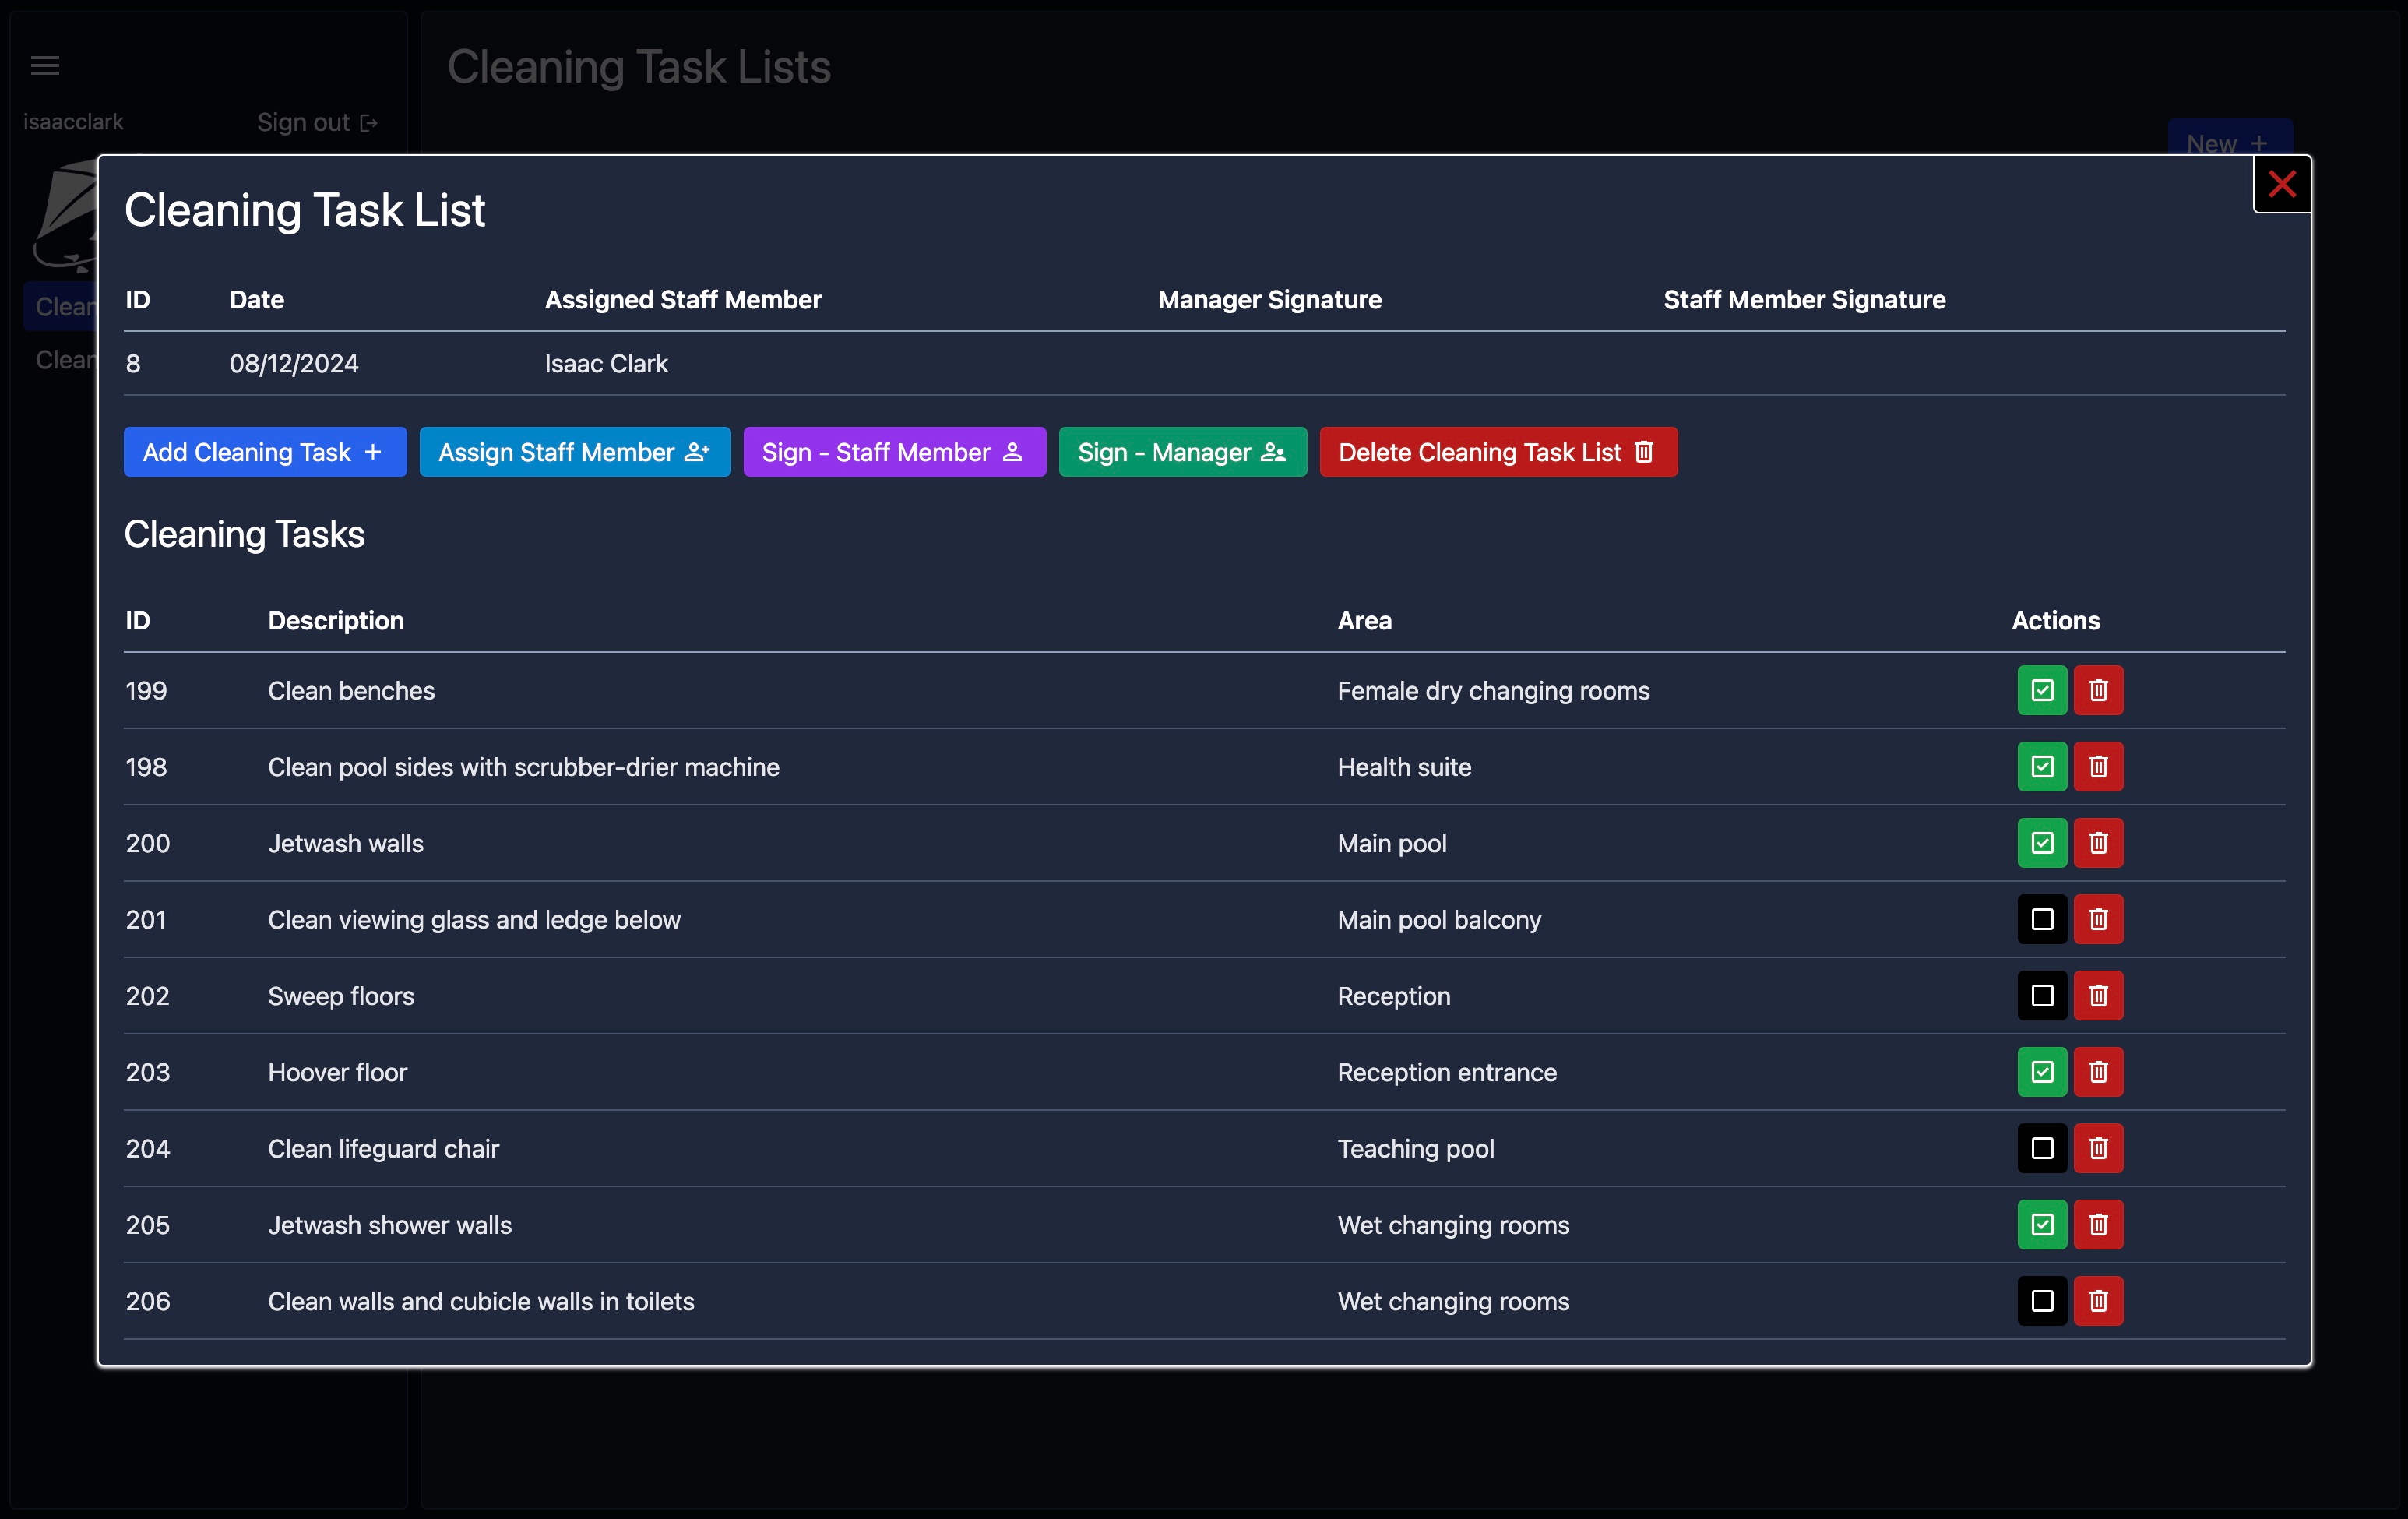 Cleaning Task Lists
isaacclark Sign out
New +
Clean
Clean
Cleaning Task List
ID Date Assigned Staff Member Manager Signature Staff Member Signature
8 08/12/2024 Isaac Clark
Add Cleaning Task + Assign Staff Member Sign - Staff Member Sign - Manager Delete Cleaning Task List
Cleaning Tasks
ID Description Area Actions
199 Clean benches Female dry changing rooms
198 Clean pool sides with scrubber-drier machine Health suite
200 Jetwash walls Main pool
201 Clean viewing glass and ledge below Main pool balcony
202 Sweep floors Reception
203 Hoover floor Reception entrance
204 Clean lifeguard chair Teaching pool
205 Jetwash shower walls Wet changing rooms
206 Clean walls and cubicle walls in toilets Wet changing rooms